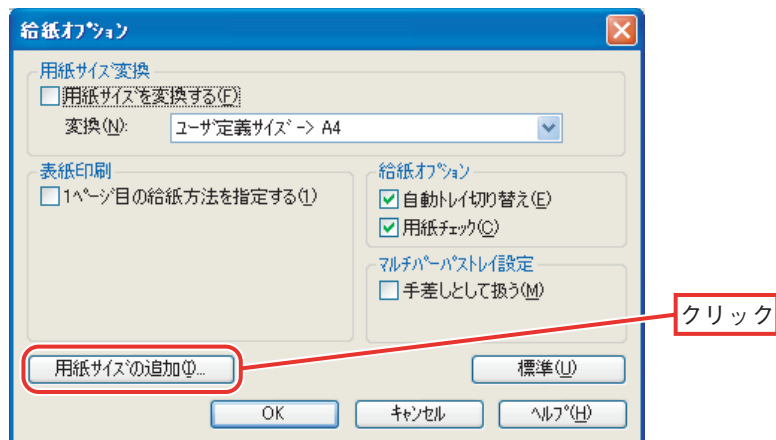 給紙ｵﾌﾟｼｮﾝ
用紙ｻｲｽﾞ変換
用紙ｻｲｽﾞを変換する(F)
変換(N):
ﾕｰｻﾞ定義ｻｲｽﾞ -> A4
表紙印刷
1ﾍﾟｰｼﾞ目の給紙方法を指定する(1)
給紙ｵﾌﾟｼｮﾝ
自動ﾄﾚｲ切り替え(E)
用紙ﾁｪｯｸ(C)
ﾏﾙﾁﾊﾟｰﾊﾟｽﾄﾚｲ設定
手差しとして扱う(M)
クリック
用紙ｻｲｽﾞの追加(I)...
標準(U)
OK
ｷｬﾝｾﾙ
ﾍﾙﾌﾟ(H)